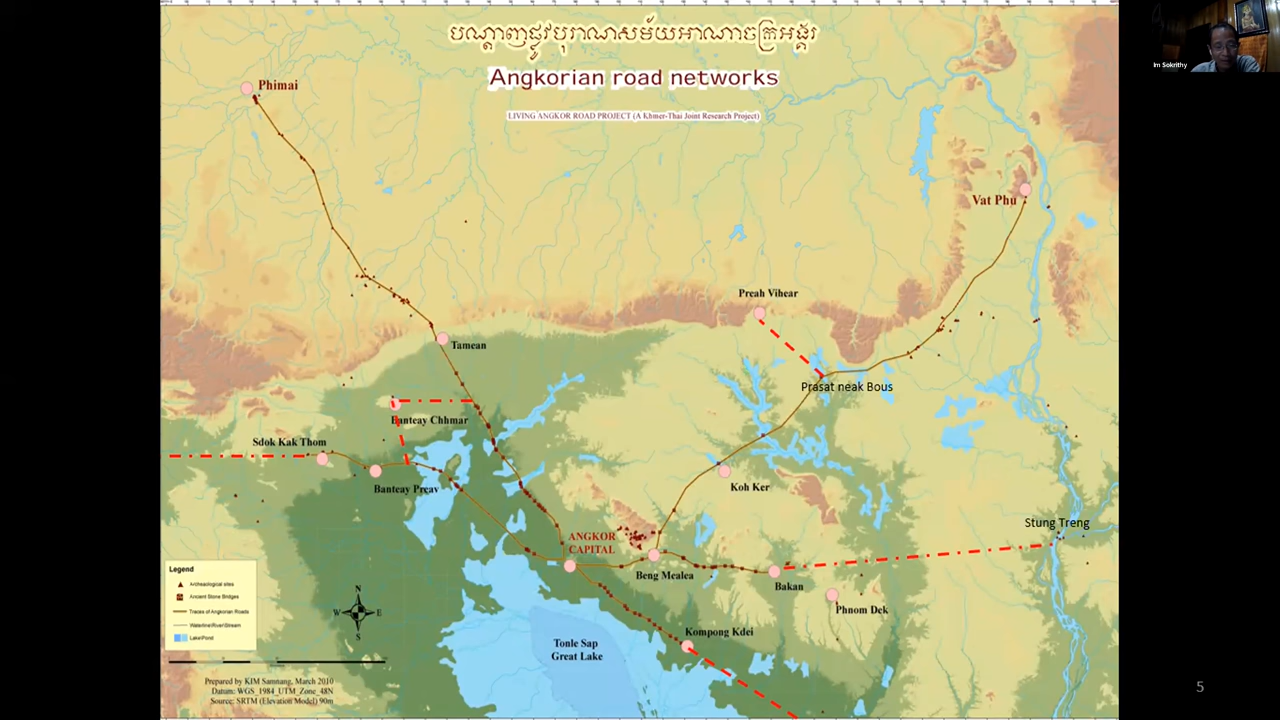 បណ្តាញផ្លូវបុរាណសម័យអាណាចក្រអង្គរ
Angkorian road networks
LIVING ANGKOR ROAD PROJECT (A Khmer-Thai Joint Research Project)
Im Sokrithy
Phimai
Vat Phu
Preah Vihear
Tamean
Prasat neak Bous
Banteay Chhmar
Sdok Kak Thom
Banteay Preav
Koh Ker
Stung Treng
ANGKOR
CAPITAL
Beng Mealea
Bakan
Phnom Dek
Kompong Kdei
Tonle Sap
Great Lake
Legend
Archaeological sites
Ancient Stone Bridges
Traces of Angkorian Roads
Waterline/River/Stream
Lake/Pond
N
W
E
S
Prepared by KIM Samnang, March 2010
Datum: WGS_1984_UTM_Zone_48N
Source: SRTM (Elevation Model) 90m
5